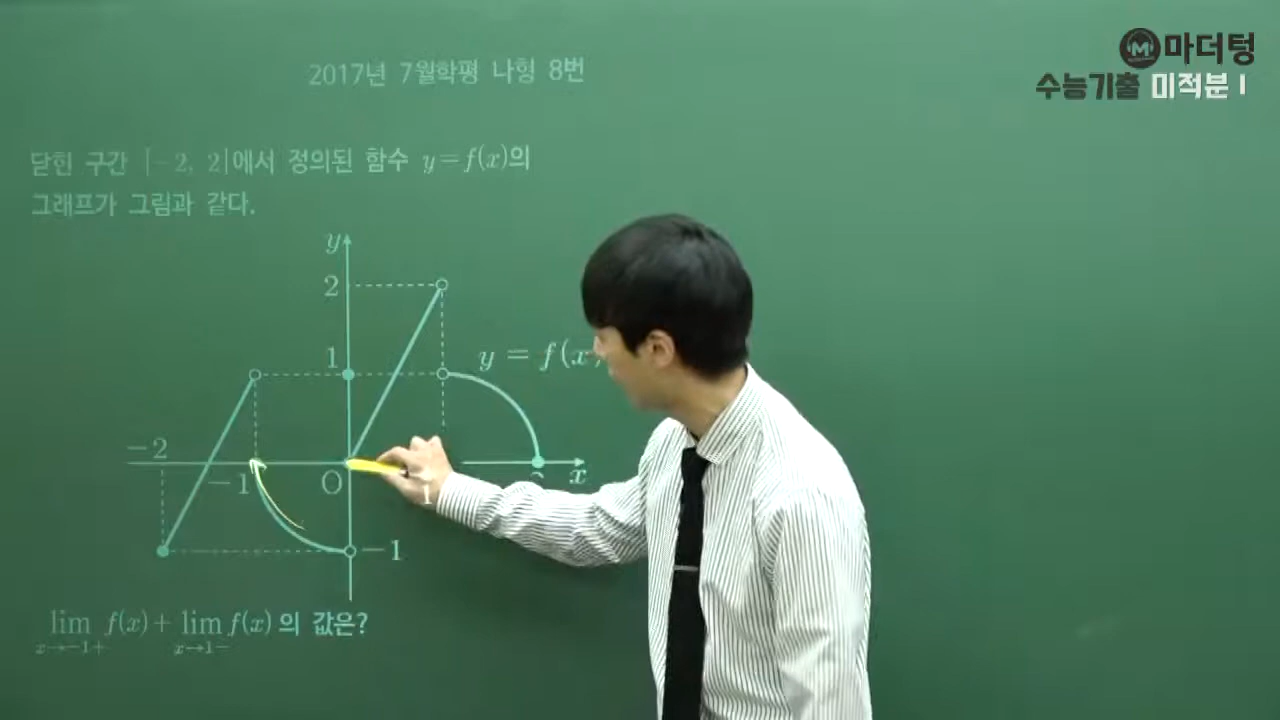 마더텅
수능기출 미적분 I
2017년 7월학평 나형 8번
닫힌 구간 [-2, 2]에서 정의된 함수 y=f(x)의
그래프가 그림과 같다.
y
2
1
y = f(x)
-2
-1
O
1
x
-1
lim f(x)+ lim f(x) 의 값은?
x→-1+ x→1-